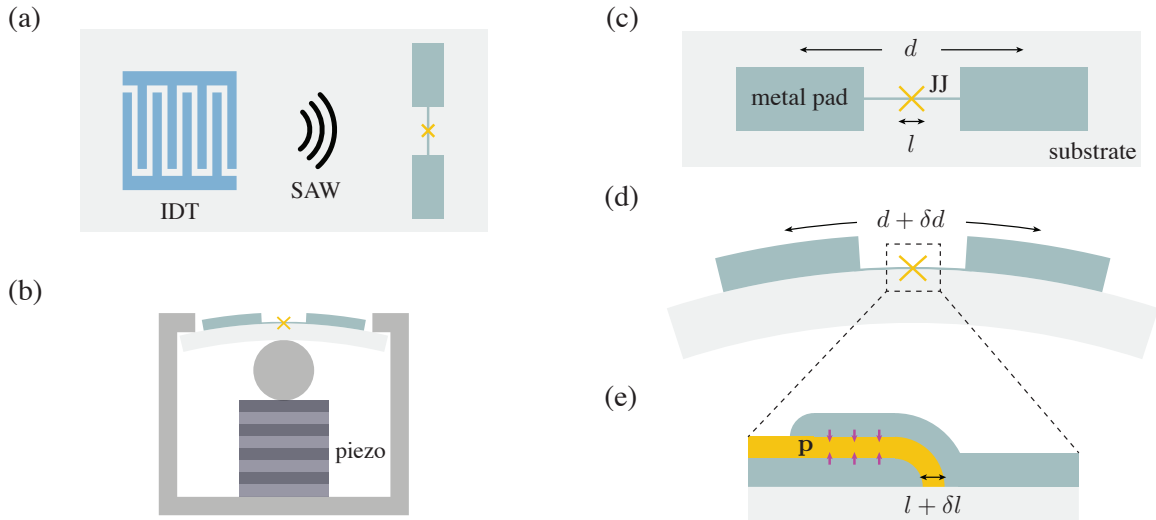 (a)
IDT
SAW
(b)
piezo
(c)
d
metal pad
JJ
l
substrate
(d)
d + δd
(e)
p
l + δl